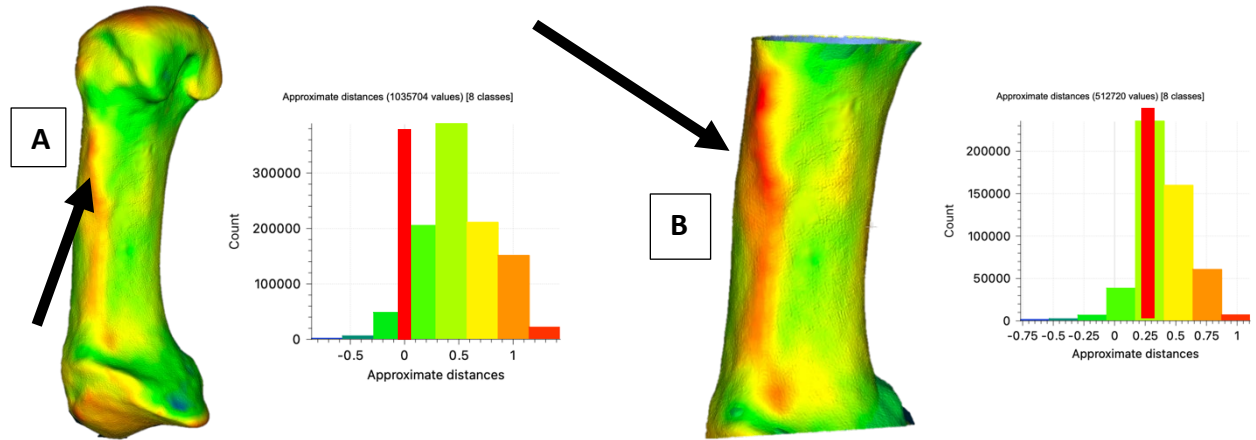 A
Approximate distances (1035704 values) [8 classes]
Count
300000
200000
100000
0
-0.5
0
0.5
1
Approximate distances
B
Approximate distances (512720 values) [8 classes]
Count
200000
150000
100000
50000
0
-0.75
-0.5
-0.25
0
0.25
0.5
0.75
1
Approximate distances